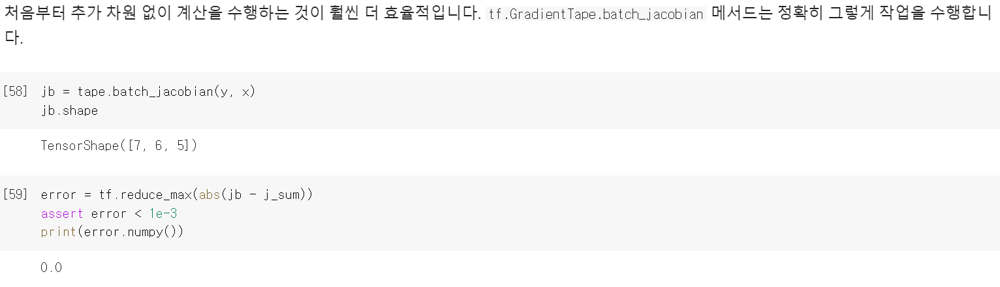 처음부터 추가 차원 없이 계산을 수행하는 것이 훨씬 더 효율적입니다. tf.GradientTape.batch_jacobian 메서드는 정확히 그렇게 작업을 수행합니
다.
[58] jb = tape.batch_jacobian(y, x)
jb.shape
TensorShape([7, 6, 5])
[59] error = tf.reduce_max(abs(jb - j_sum))
assert error < 1e-3
print(error.numpy())
0.0